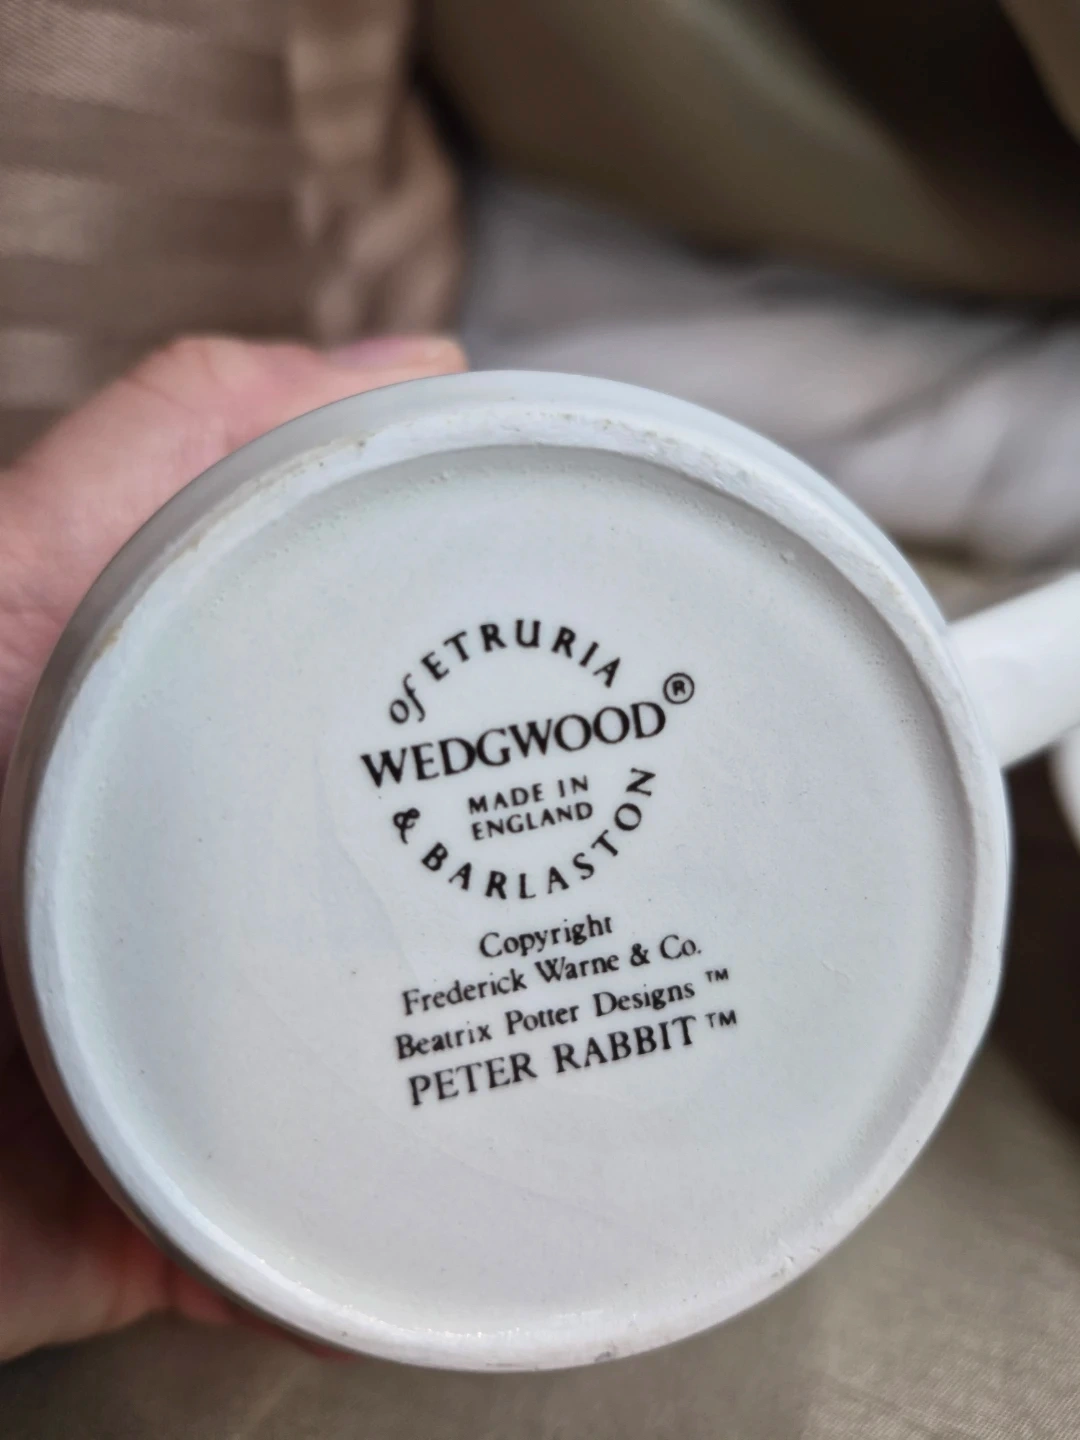 of ETRURIA
WEDGWOOD®
MADE IN
ENGLAND
& BARLASTON
Copyright
Frederick Warne & Co.
Beatrix Potter Designs ™
PETER RABBIT ™